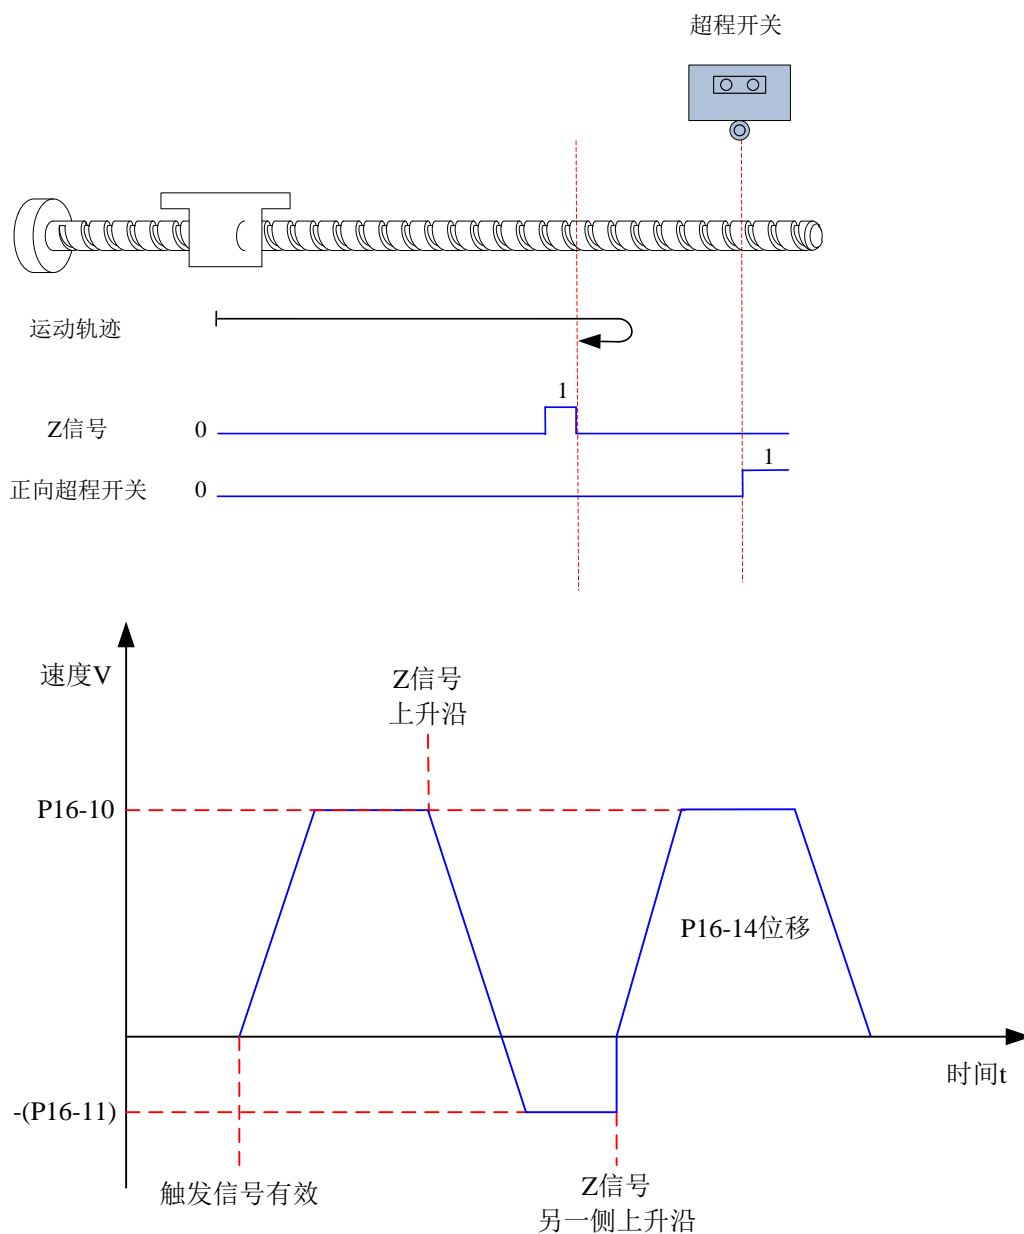 超程开关
运动轨迹
1
Z信号
0
1
正向超程开关
0
速度V
Z信号
上升沿
P16-10
P16-14位移
时间t
-(P16-11)
触发信号有效
Z信号
另一侧上升沿